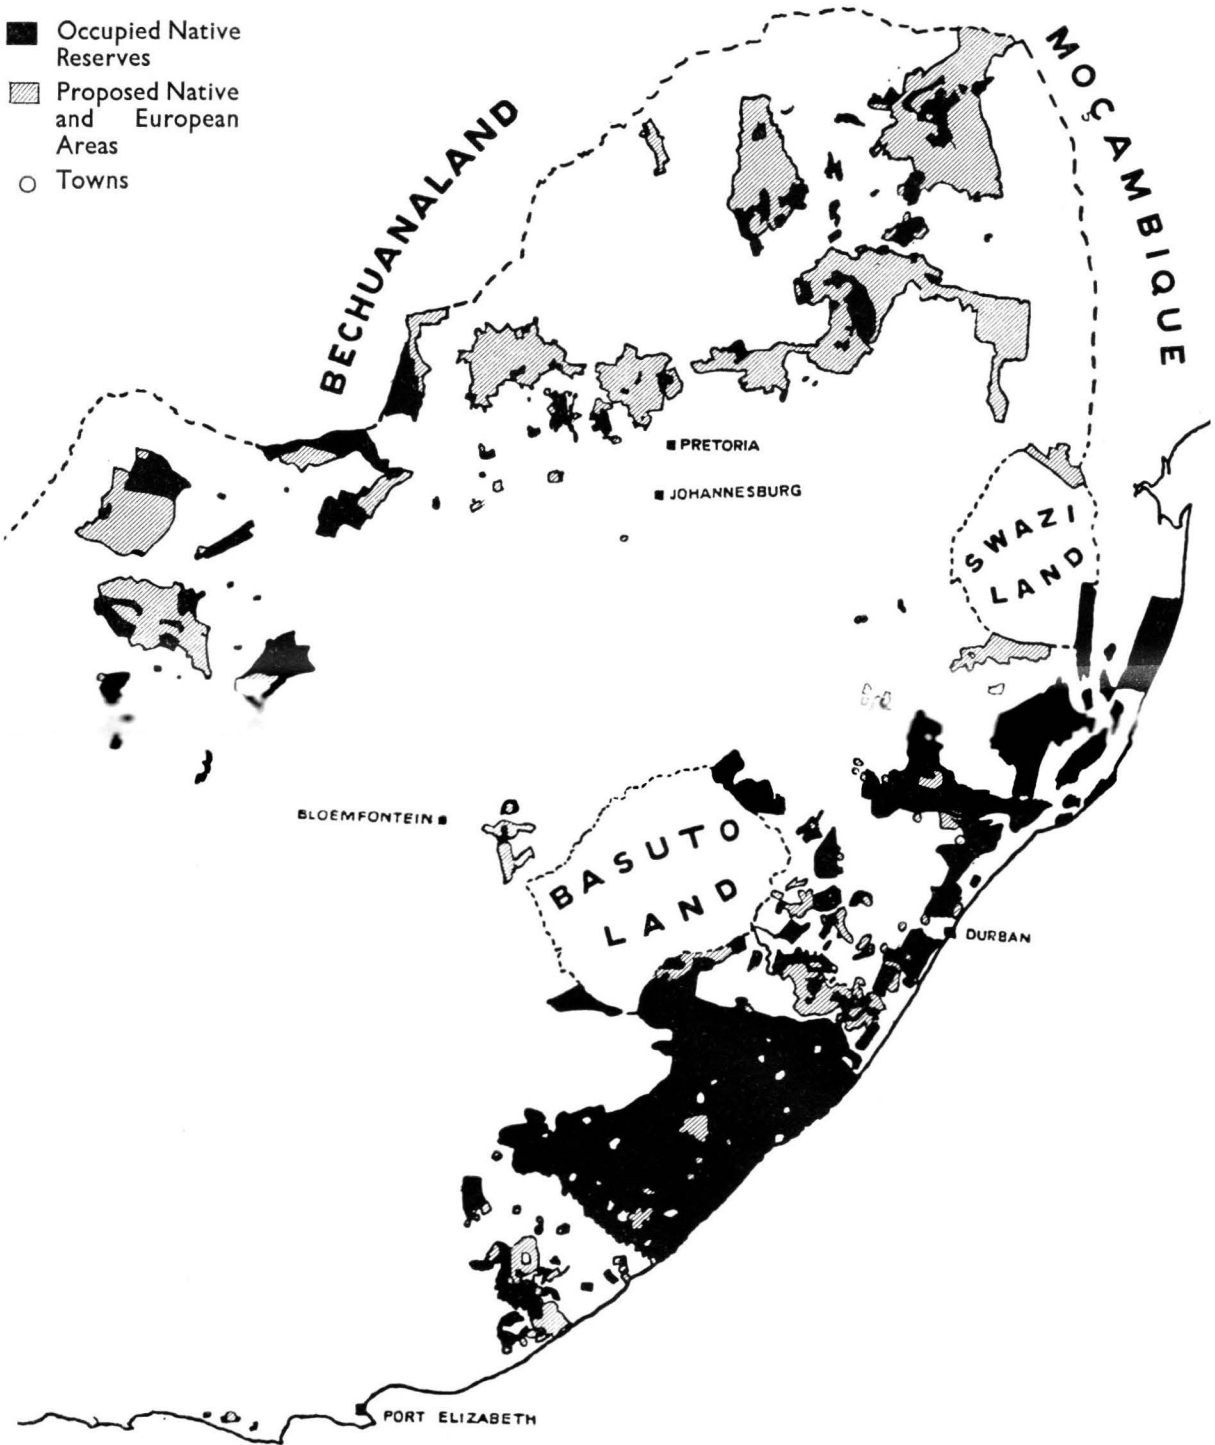 Occupied Native
Reserves
Proposed Native
and European
Areas
Towns
BECHUANALAND
MOÇAMBIQUE
PRETORIA
JOHANNESBURG
SWAZI
LAND
BLOEMFONTEIN
BASUTO
LAND
DURBAN
PORT ELIZABETH